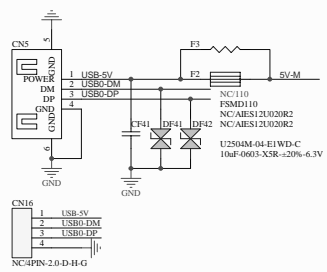 5
CN5
GND
POWER
DM
DP
GND
GND
1 USB-5V
2 USB0-DM
3 USB0-DP
4
6
GND
F3
F2
5V-M
NC/110
FSMD110
NC/AIES12U020R2
NC/AIES12U020R2
CF41
DF41
DF42
U2504M-04-E1WD-C
10uF-0603-X5R-±20%-6.3V
GND
CN16
1 USB-5V
2 USB0-DM
3 USB0-DP
4
NC/4PIN-2.0-D-H-G